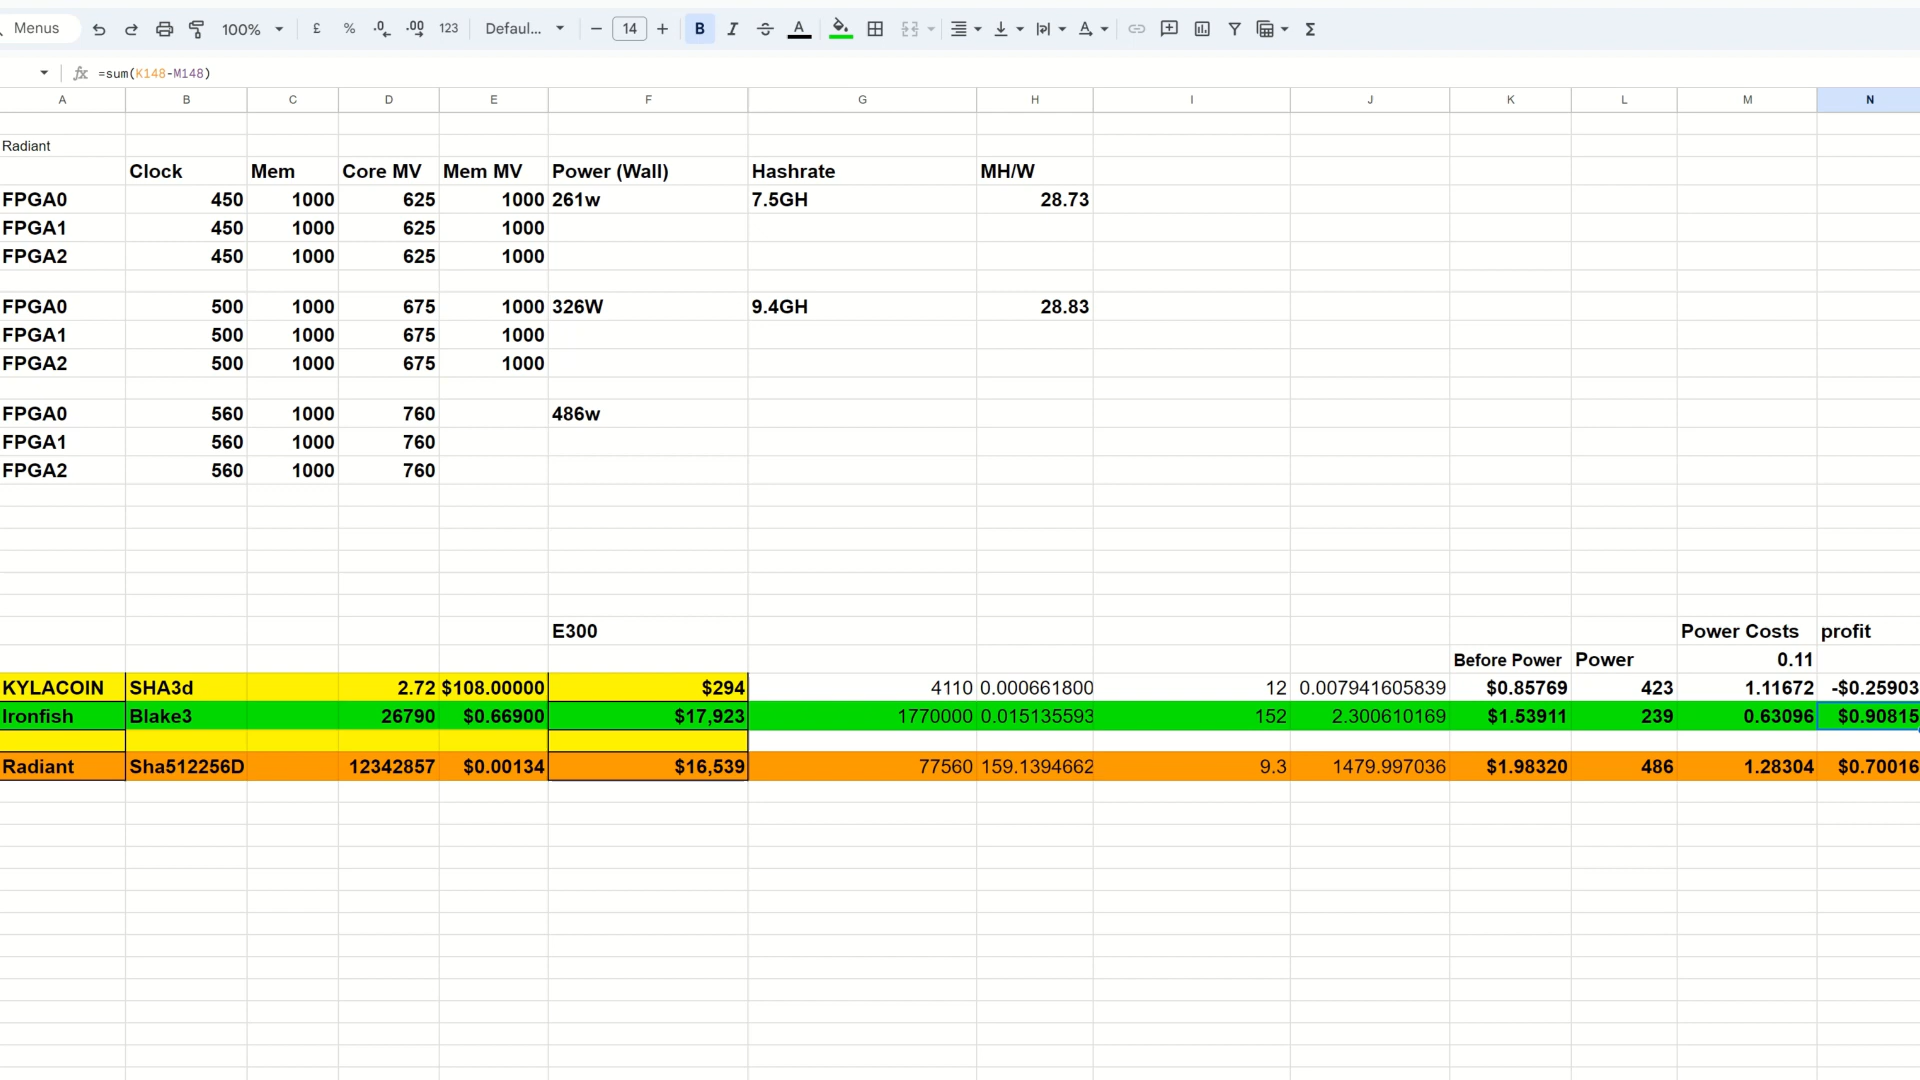 Menus 100% £ % .0 .00 123 Defaul... 14 B I A Σ
fx =sum(K148-M148)
A B C D E F G H I J K L M N
Radiant
Clock Mem Core MV Mem MV Power (Wall) Hashrate MH/W
FPGA0 450 1000 625 1000 261w 7.5GH 28.73
FPGA1 450 1000 625 1000
FPGA2 450 1000 625 1000
FPGA0 500 1000 675 1000 326W 9.4GH 28.83
FPGA1 500 1000 675 1000
FPGA2 500 1000 675 1000
FPGA0 560 1000 760 486w
FPGA1 560 1000 760
FPGA2 560 1000 760
E300 Power Costs profit
Before Power Power 0.11
KYLACOIN SHA3d 2.72 $108.00000 $294 4110 0.000661800 12 0.007941605839 $0.85769 423 1.11672 -$0.25903
Ironfish Blake3 26790 $0.66900 $17,923 1770000 0.015135593 152 2.300610169 $1.53911 239 0.63096 $0.90815
Radiant Sha512256D 12342857 $0.00134 $16,539 77560 159.1394662 9.3 1479.997036 $1.98320 486 1.28304 $0.70016